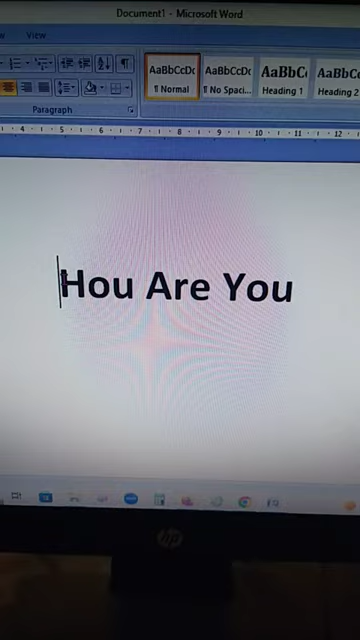 Document1 - Microsoft Word
View
AaBbCcDc AaBbCcDc AaBbC AaBbCc
¶ Normal ¶ No Spaci... Heading 1 Heading 2
Paragraph
4 5 6 7 8 9 10 11 12
Hou Are You
hp